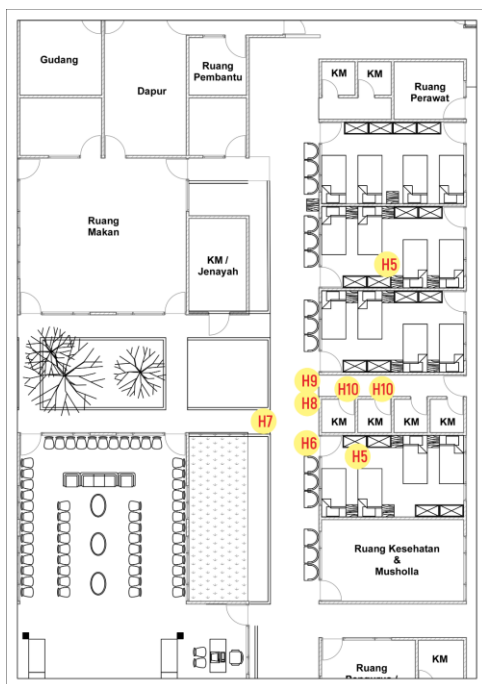 Gudang
Dapur
Ruang
Pembantu
KM
KM
Ruang
Perawat
Ruang
Makan
KM /
Jenayah
H5
H9
H10
H10
H8
H7
KM
KM
KM
KM
H6
H5
Ruang Kesehatan
&
Musholla
Ruang
KM